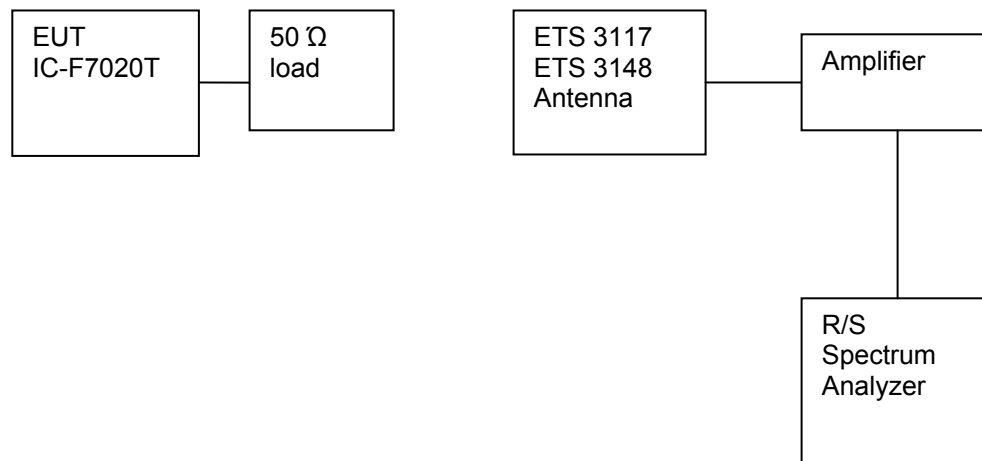 EUT
IC-F7020T
50 Ώ
load
ETS 3117
ETS 3148
Antenna
Amplifier
R/S
Spectrum
Analyzer